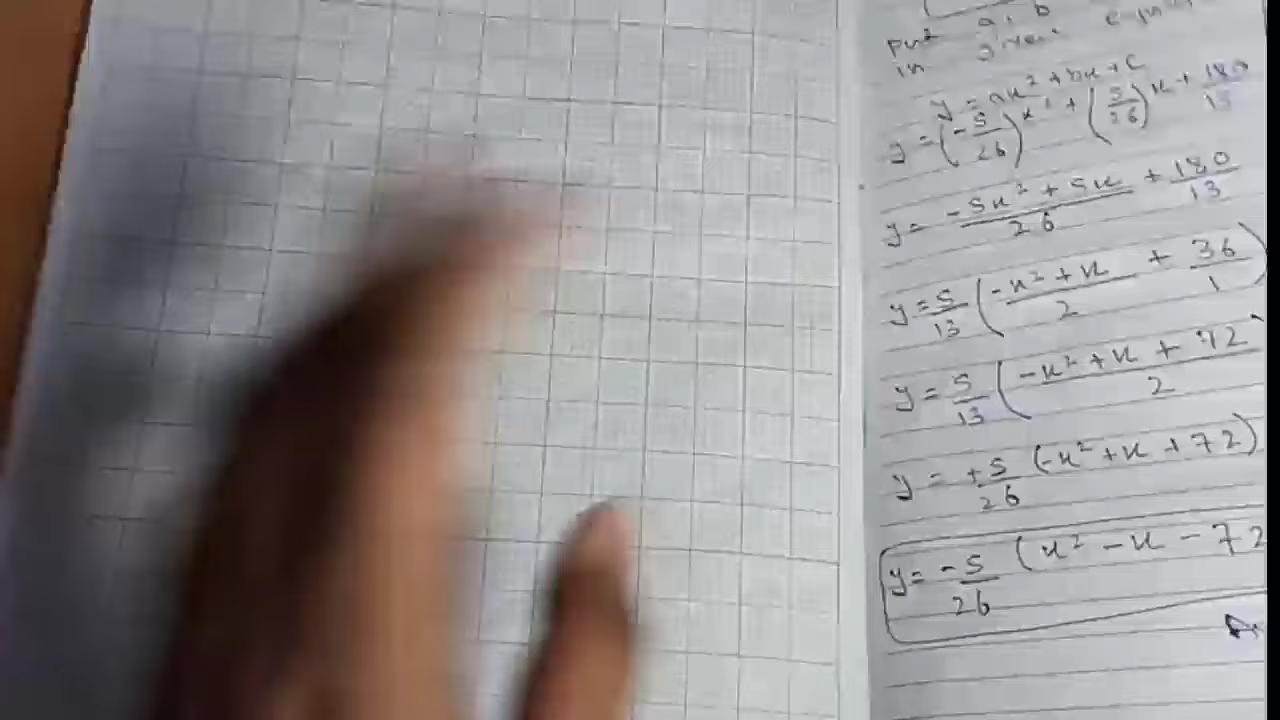 put a, b
in given
y = ax² + bx + c
y = (-5/26)x² + (5/26)x + 180/13
y = -5x² + 5x/26 + 180/13
y = 5/13 (-x² + x/2 + 36/1)
y = 5/13 (-x² + x + 72/2
y = +5/26 (-x² + x + 72)
y = -5/26 (x² - x - 72